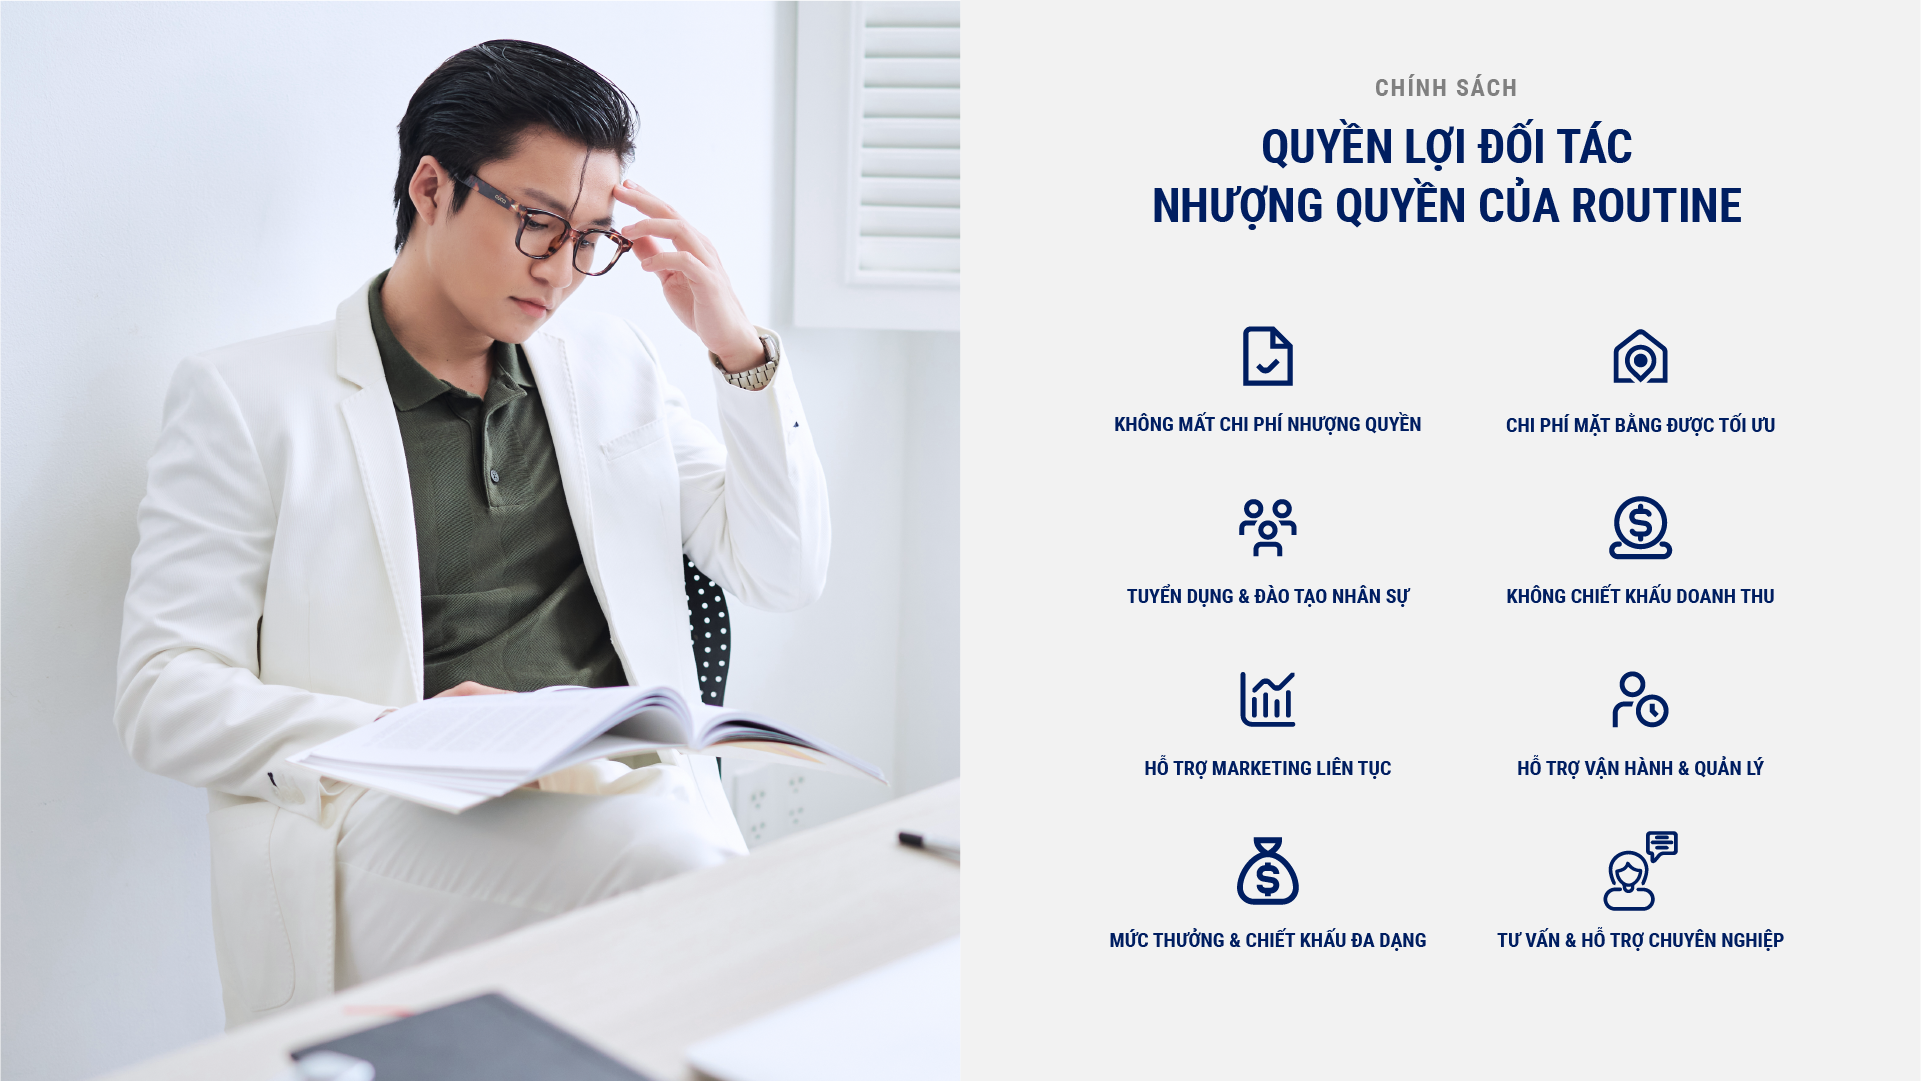 CHÍNH SÁCH
QUYỀN LỢI ĐỐI TÁC
NHƯỢNG QUYỀN CỦA ROUTINE
KHÔNG MẤT CHI PHÍ NHƯỢNG QUYỀN
CHI PHÍ MẶT BẰNG ĐƯỢC TỐI ƯU
TUYỂN DỤNG & ĐÀO TẠO NHÂN SỰ
KHÔNG CHIẾT KHẤU DOANH THU
HỖ TRỢ MARKETING LIÊN TỤC
HỖ TRỢ VẬN HÀNH & QUẢN LÝ
MỨC THƯỞNG & CHIẾT KHẤU ĐA DẠNG
TƯ VẤN & HỖ TRỢ CHUYÊN NGHIỆP